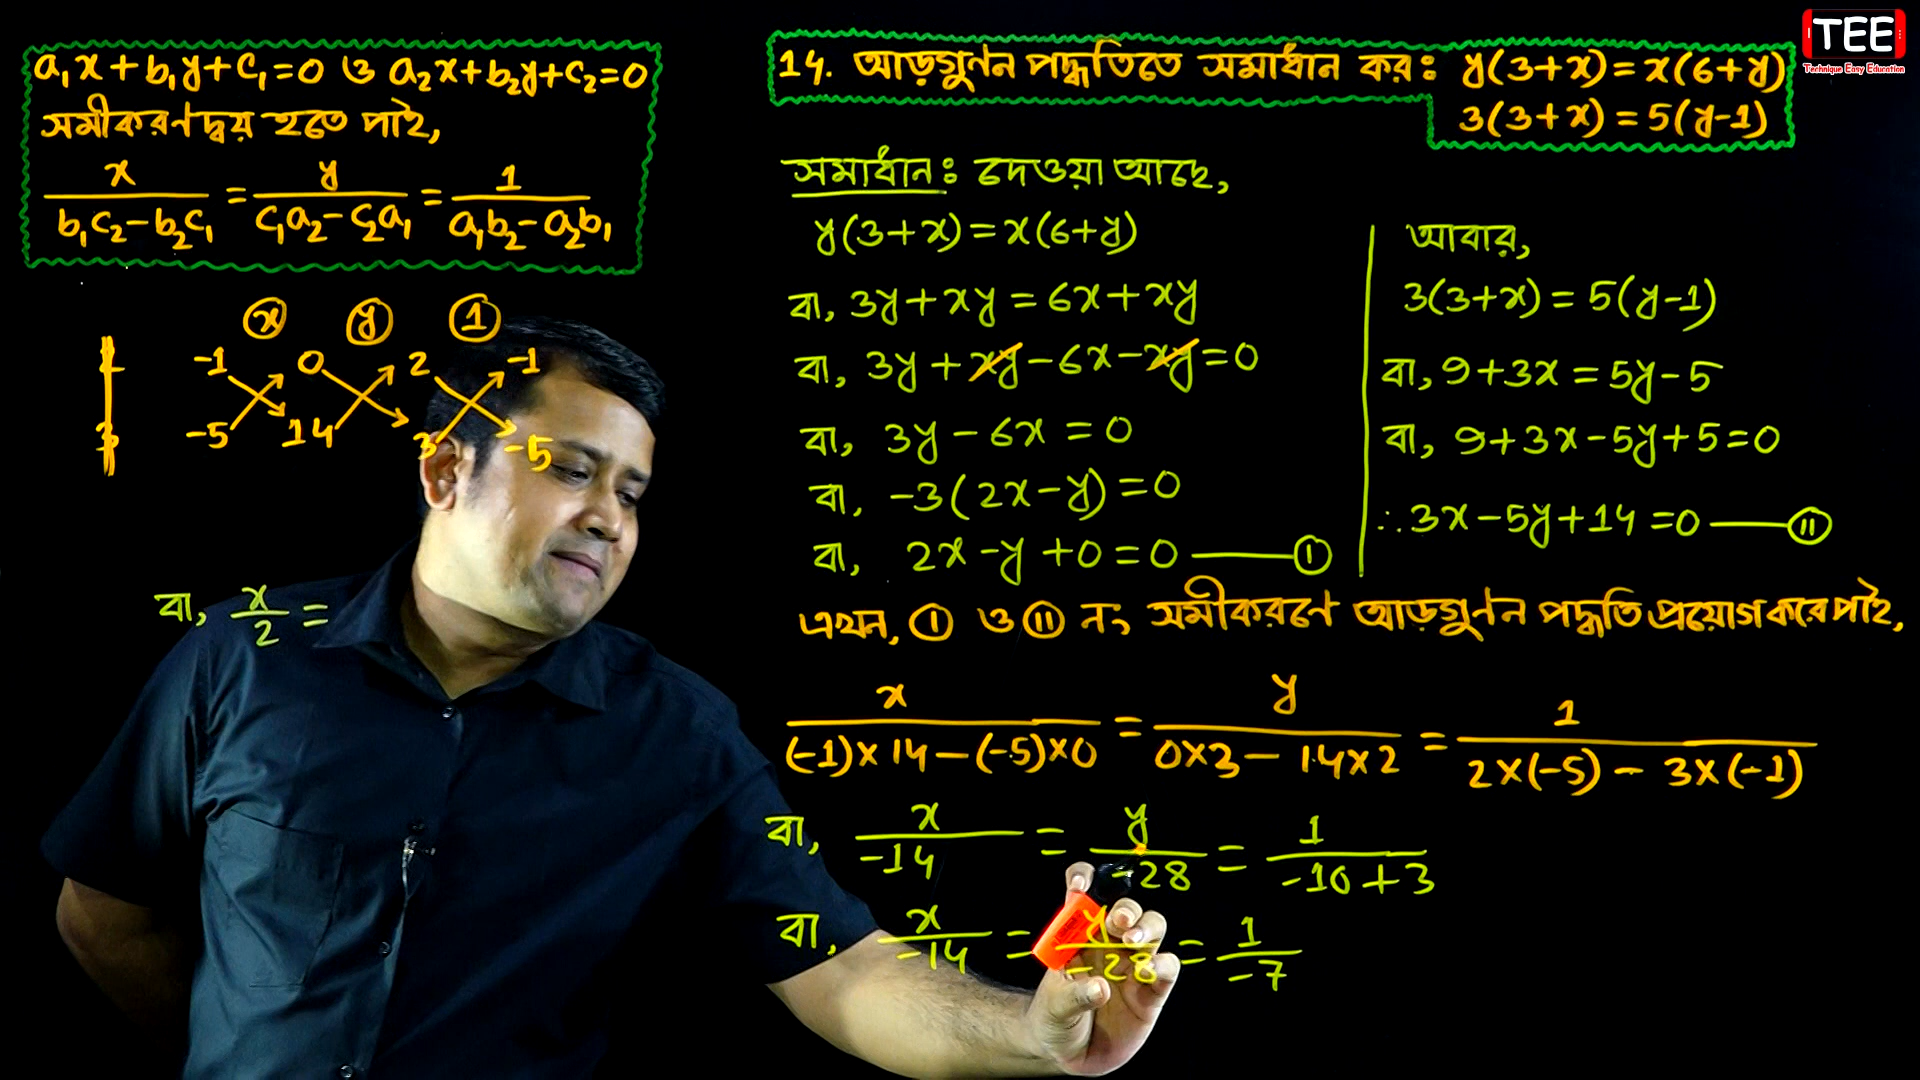 a₁x+b₁y+c₁=0 ও a₂x+b₂y+c₂=0
সমীকরণদ্বয় হতে পাই,
x/(b₁c₂-b₂c₁) = y/(c₁a₂-c₂a₁) = 1/(a₁b₂-a₂b₁)
x y 1
-1 0 2 -1
-5 14 3 -5
বা, x/2 =
TEE
Technique Easy Education
14. আড়গুণন পদ্ধতিতে সমাধান কর: y(3+x)=x(6+y)
3(3+x)=5(y-1)
সমাধান: দেওয়া আছে,
y(3+x)=x(6+y)
বা, 3y+xy=6x+xy
বা, 3y+xy-6x-xy=0
বা, 3y-6x=0
বা, -3(2x-y)=0
বা, 2x-y+0=0 —— (i)
আবার,
3(3+x)=5(y-1)
বা, 9+3x=5y-5
বা, 9+3x-5y+5=0
∴3x-5y+14=0 —— (ii)
এখন, (i) ও (ii) নং সমীকরণে আড়গুণন পদ্ধতি প্রয়োগ করে পাই,
x/((-1)×14-(-5)×0) = y/(0×3-14×2) = 1/(2×(-5)-3×(-1))
বা, x/-14 = y/-28 = 1/(-10+3)
বা, x/-14 = y/-28 = 1/-7